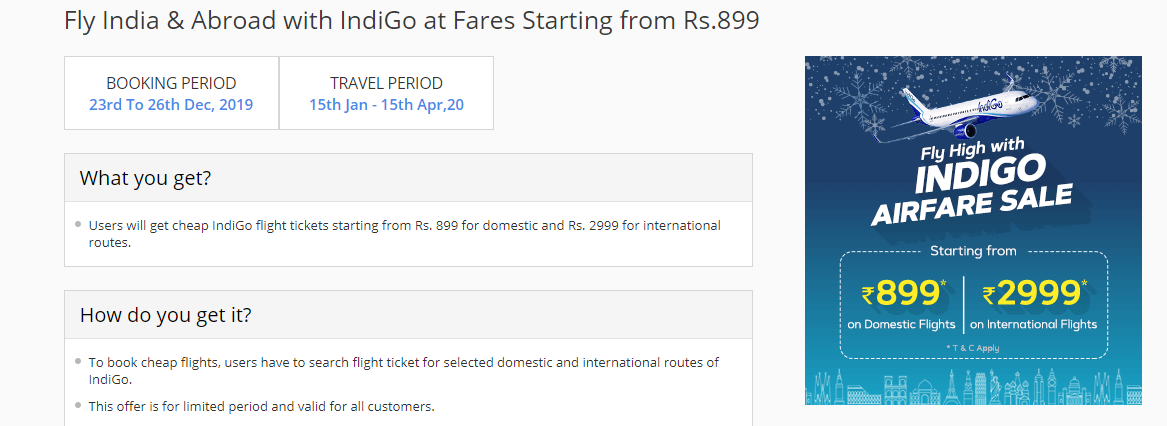 Fly India & Abroad with IndiGo at Fares Starting from Rs.899
BOOKING PERIOD
23rd To 26th Dec, 2019
TRAVEL PERIOD
15th Jan - 15th Apr,20
What you get?
Users will get cheap IndiGo flight tickets starting from Rs. 899 for domestic and Rs. 2999 for international
routes.
How do you get it?
To book cheap flights, users have to search flight ticket for selected domestic and international routes of
IndiGo.
This offer is for limited period and valid for all customers.
IndiGo
Fly High with
INDIGO
AIRFARE SALE
Starting from
₹899*
on Domestic Flights
₹2999*
on International Flights
* T & C Apply